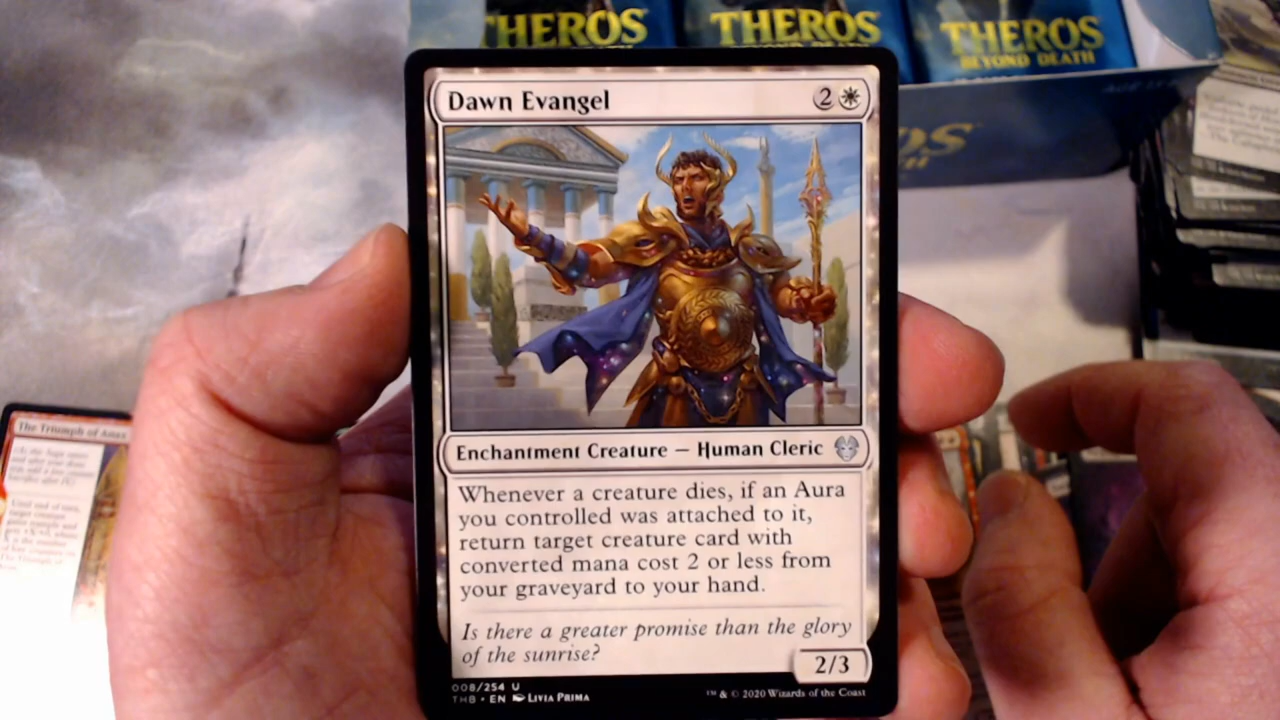 THEROS
THEROS
BEYOND DEATH
THEROS
BEYOND DEATH
Dawn Evangel
2
Enchantment Creature — Human Cleric
Whenever a creature dies, if an Aura
you controlled was attached to it,
return target creature card with
converted mana cost 2 or less from
your graveyard to your hand.
Is there a greater promise than the glory
of the sunrise?
2/3
008/254 U
THB • EN LIVIA PRIMA
™ & © 2020 Wizards of the Coast
The Triumph of Anax